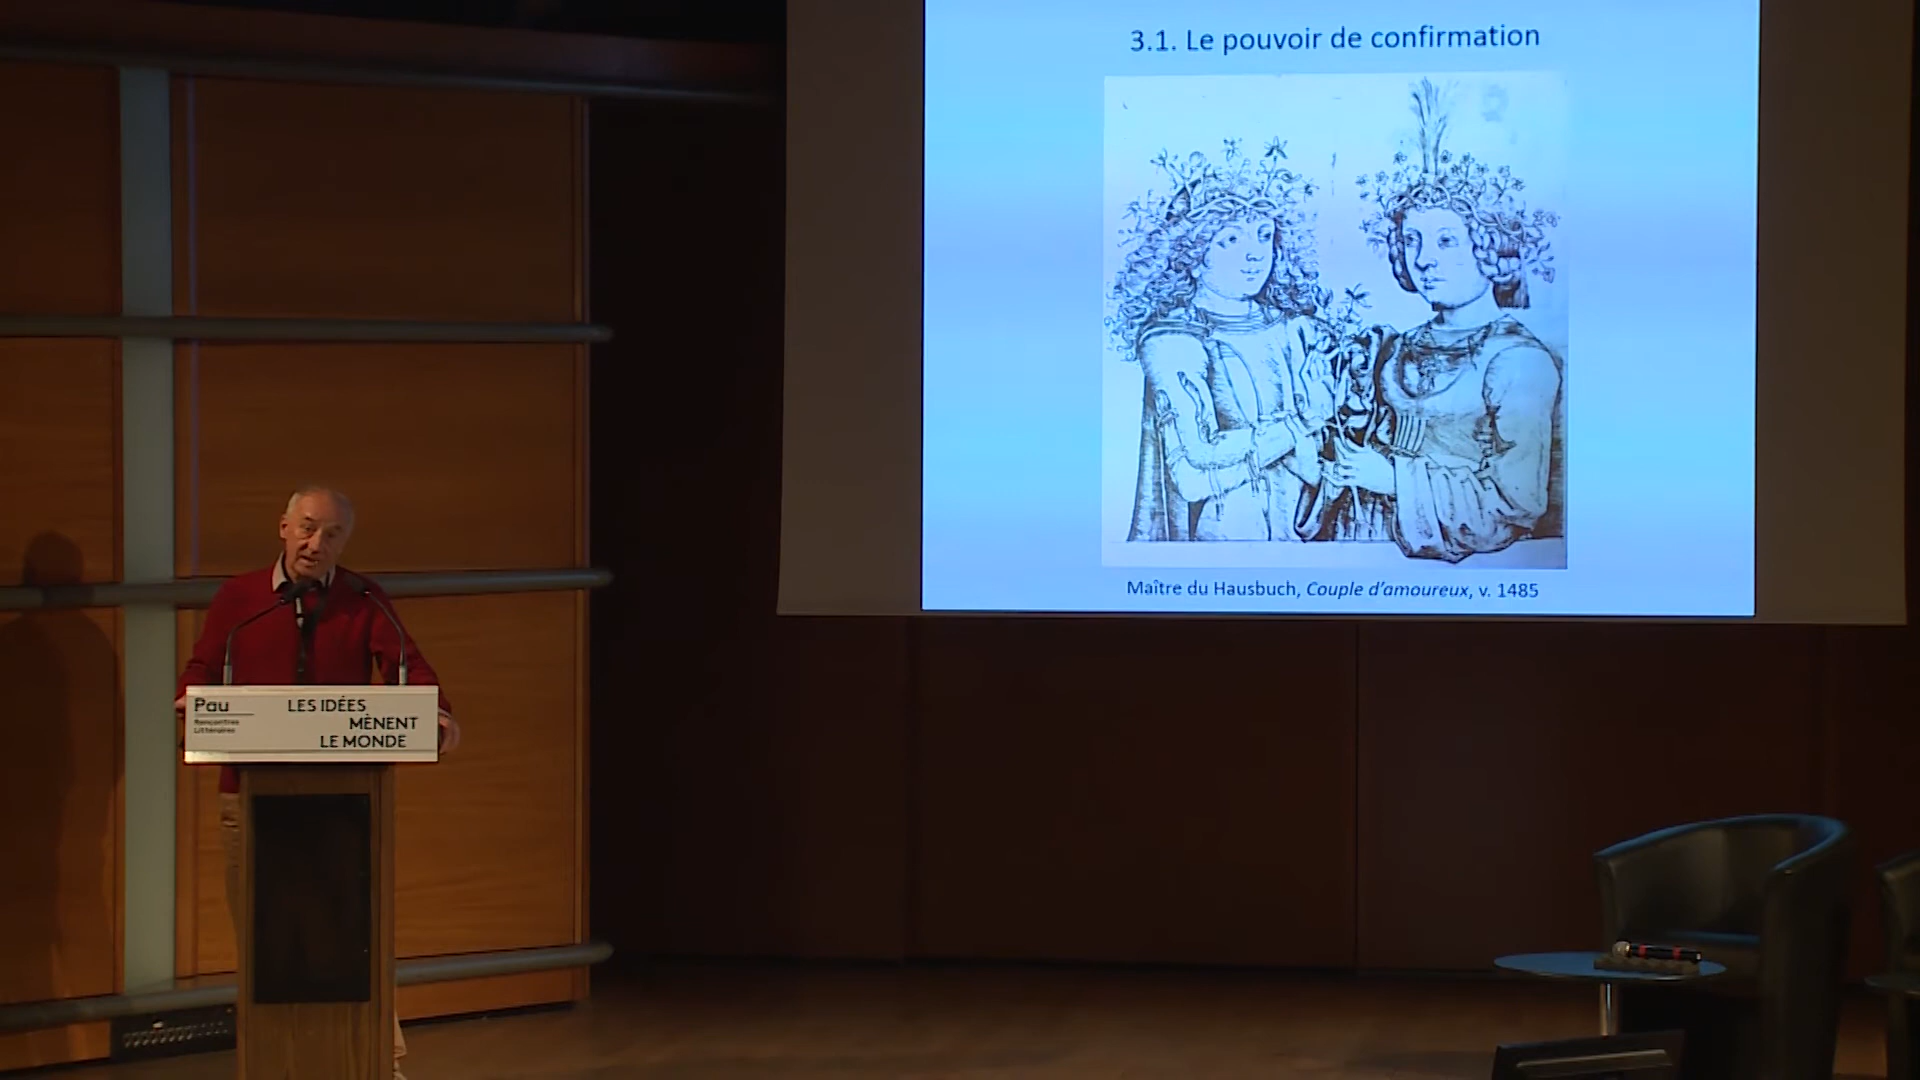 3.1. Le pouvoir de confirmation
Maître du Hausbuch, Couple d'amoureux, v. 1485
Pau
Rencontres
Littéraires
LES IDÉES
MÈNENT
LE MONDE